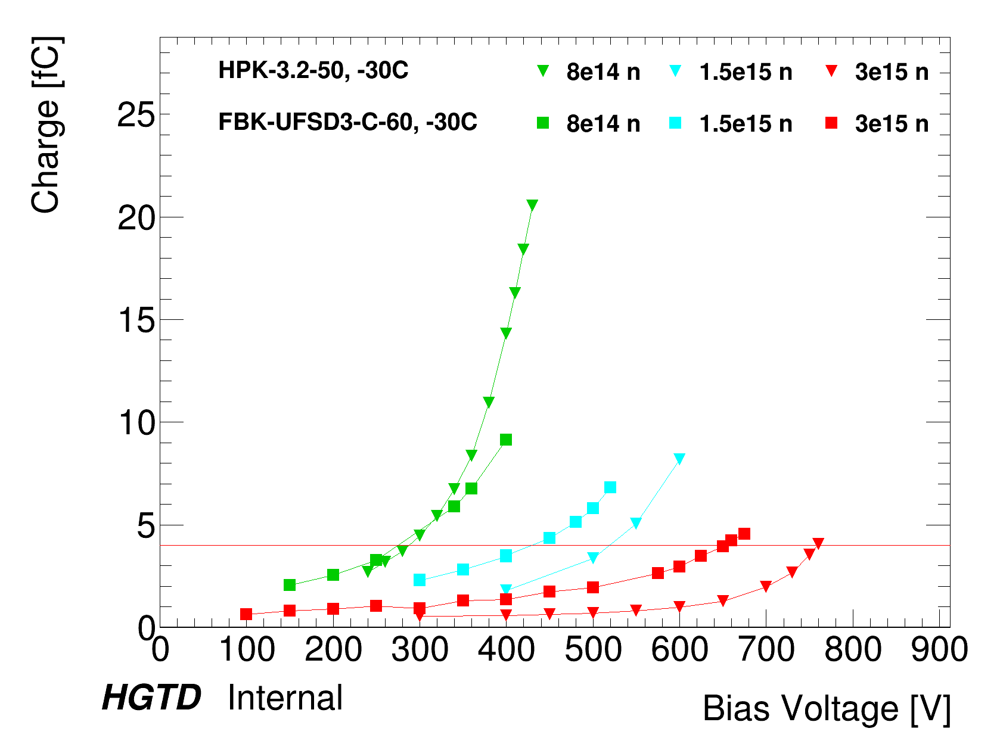 Charge [fC]
HPK-3.2-50, -30C 8e14 n 1.5e15 n 3e15 n
FBK-UFSD3-C-60, -30C 8e14 n 1.5e15 n 3e15 n
25
20
15
10
5
0
0 100 200 300 400 500 600 700 800 900
HGTD Internal
Bias Voltage [V]